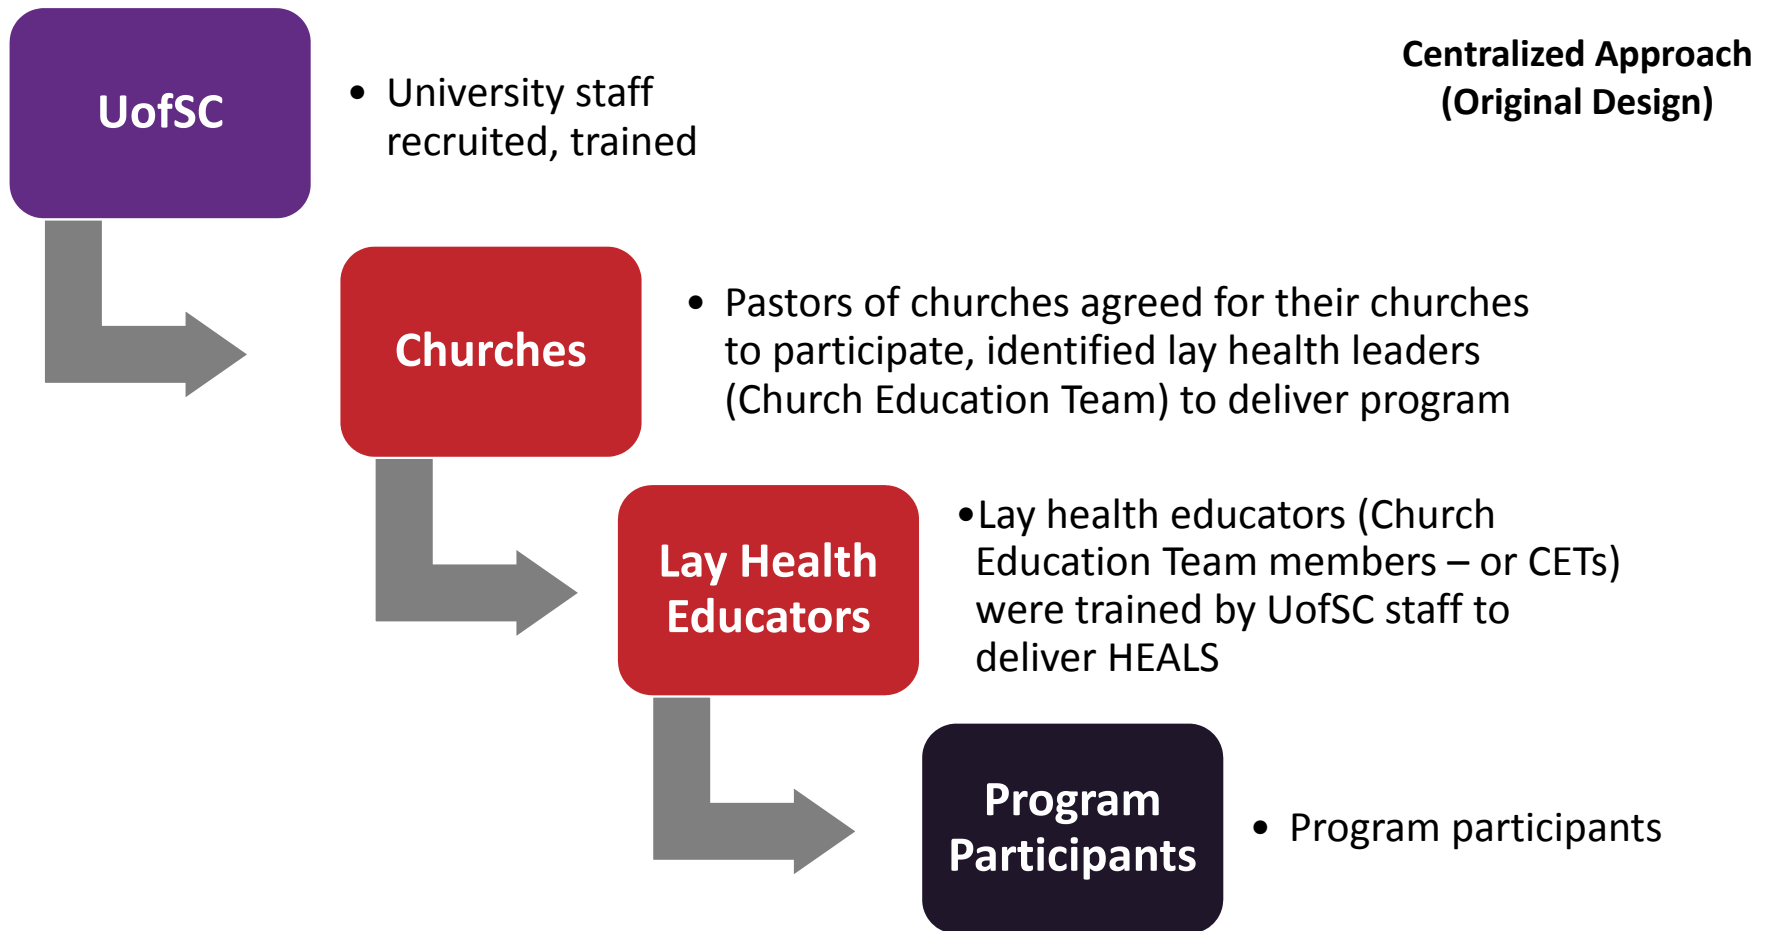 Centralized Approach
(Original Design)
UofSC
• University staff
recruited, trained
Churches
• Pastors of churches agreed for their churches
to participate, identified lay health leaders
(Church Education Team) to deliver program
Lay Health
Educators
•Lay health educators (Church
Education Team members – or CETs)
were trained by UofSC staff to
deliver HEALS
Program
Participants
• Program participants